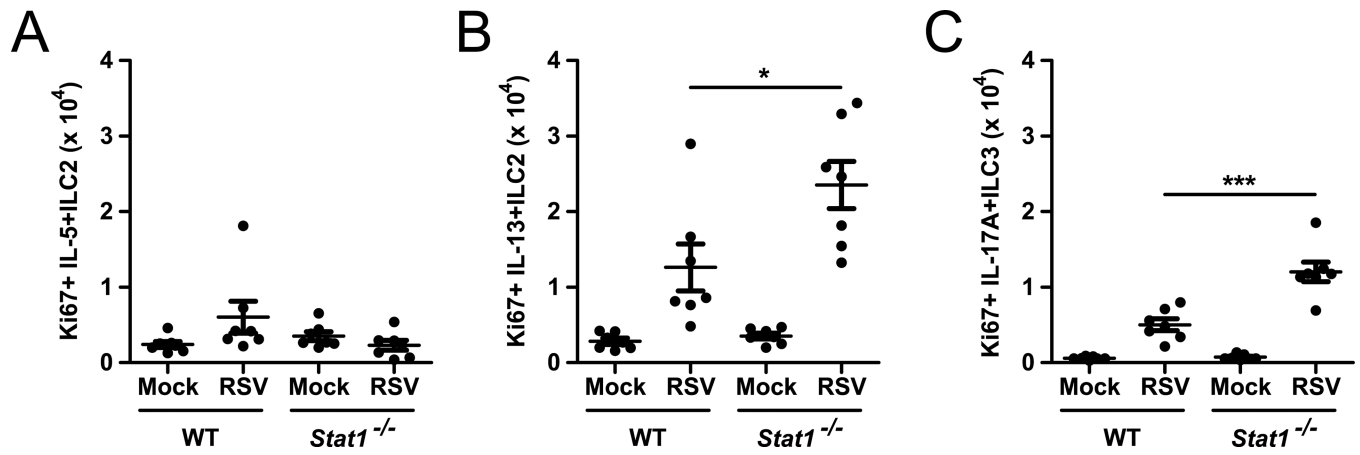 A
Ki67+ IL-5+ILC2 (x 10⁴)
4
3
2
1
0
Mock RSV Mock RSV
WT Stat1 -/-
B
Ki67+ IL-13+ILC2 (x 10⁴)
4
3
2
1
0
*
Mock RSV Mock RSV
WT Stat1 -/-
C
Ki67+ IL-17A+ILC3 (x 10⁴)
4
3
2
1
0
***
Mock RSV Mock RSV
WT Stat1 -/-